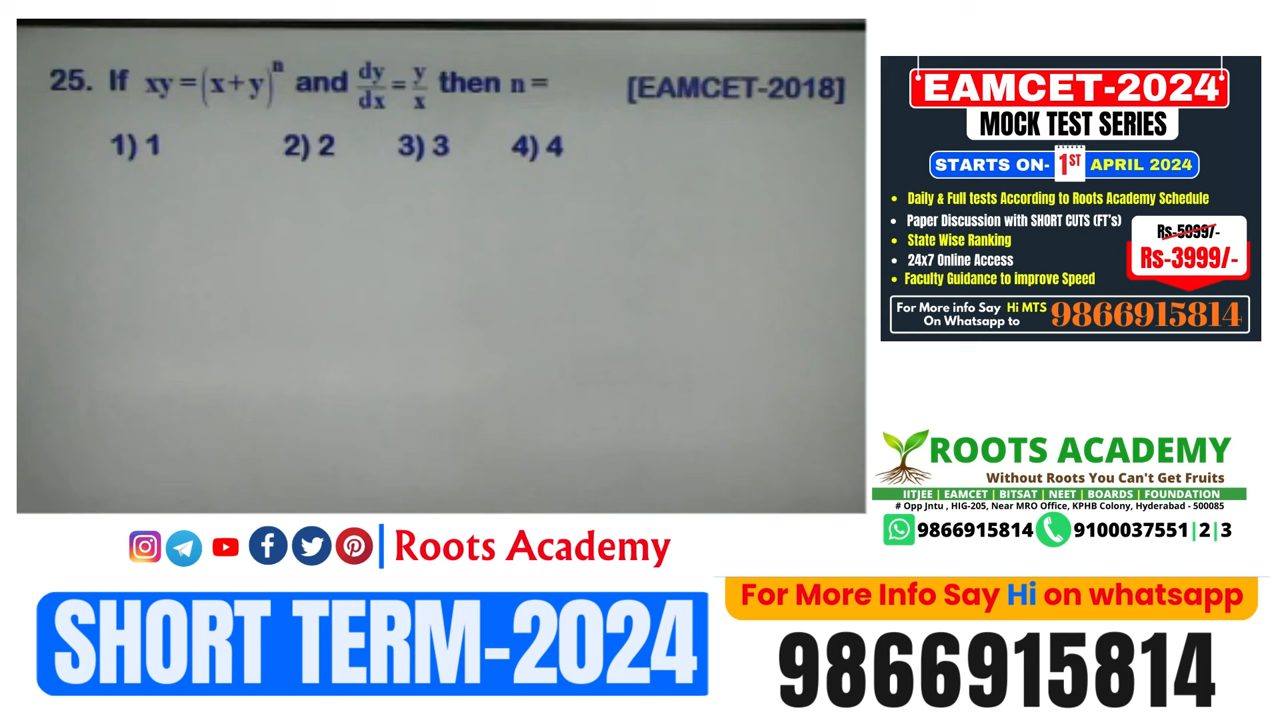 25. If xy = (x+y)^n and dy/dx = y/x then n = [EAMCET-2018]
1) 1 2) 2 3) 3 4) 4
EAMCET-2024
MOCK TEST SERIES
STARTS ON- 1ST APRIL 2024
• Daily & Full tests According to Roots Academy Schedule
• Paper Discussion with SHORT CUTS (FT's)
• State Wise Ranking
• 24x7 Online Access
• Faculty Guidance to improve Speed
Rs-5999/-
Rs-3999/-
For More info Say Hi MTS
On Whatsapp to
9866915814
ROOTS ACADEMY
Without Roots You Can't Get Fruits
IITJEE | EAMCET | BITSAT | NEET | BOARDS | FOUNDATION
# Opp Jntu , HIG-205, Near MRO Office, KPHB Colony, Hyderabad - 500085
9866915814 9100037551|2|3
Roots Academy
SHORT TERM-2024
For More Info Say Hi on whatsapp
9866915814